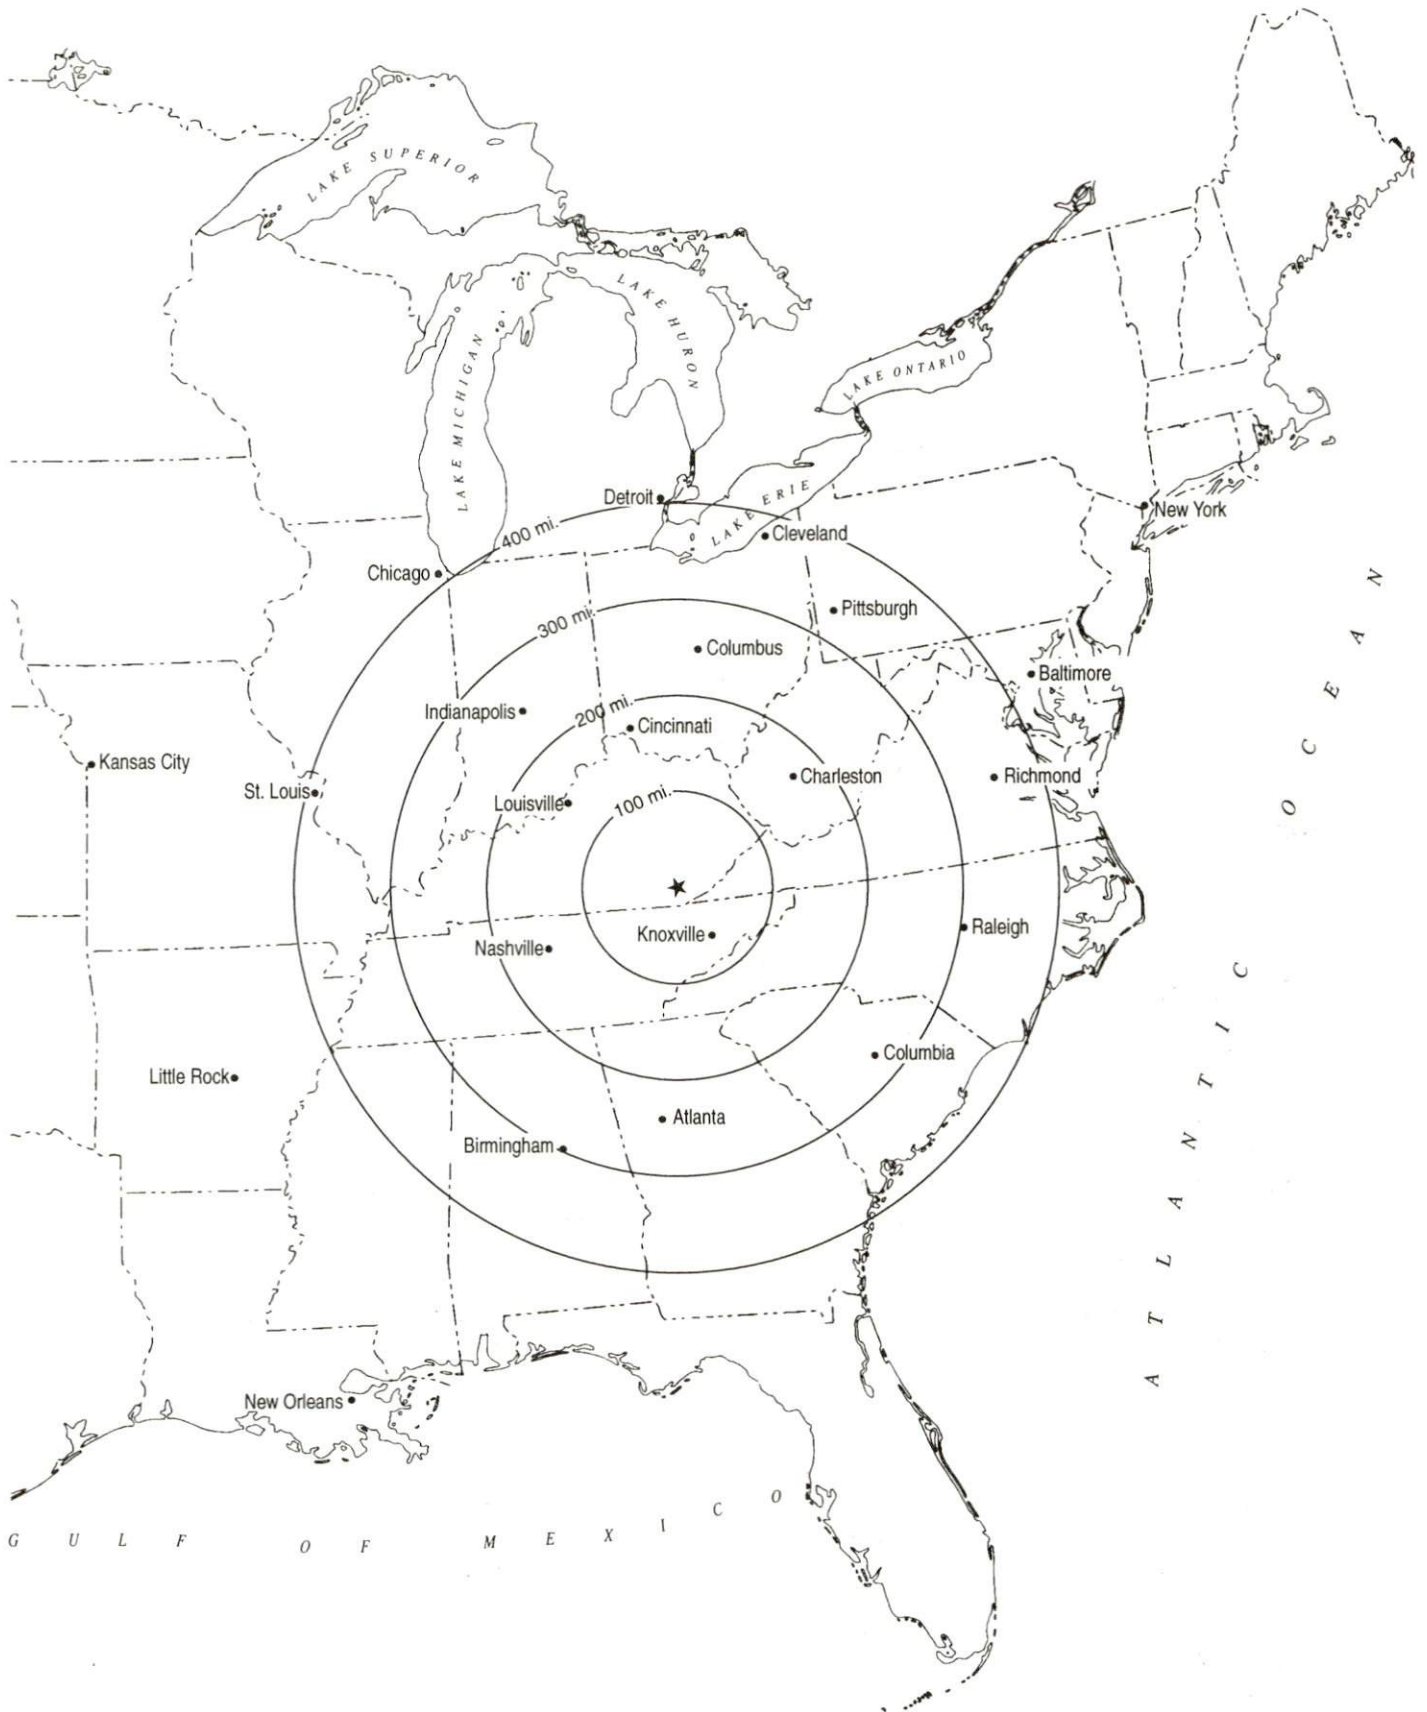 LAKE SUPERIOR
LAKE HURON
LAKE MICHIGAN
LAKE ONTARIO
LAKE ERIE
Detroit
New York
400 mi.
Cleveland
Chicago
300 mi.
Pittsburgh
Columbus
Baltimore
Indianapolis
200 mi.
Cincinnati
Kansas City
Charleston
Richmond
St. Louis
Louisville
100 mi.
Knoxville
Raleigh
Nashville
Columbia
Little Rock
Atlanta
Birmingham
ATLANTIC OCEAN
New Orleans
GULF OF MEXICO